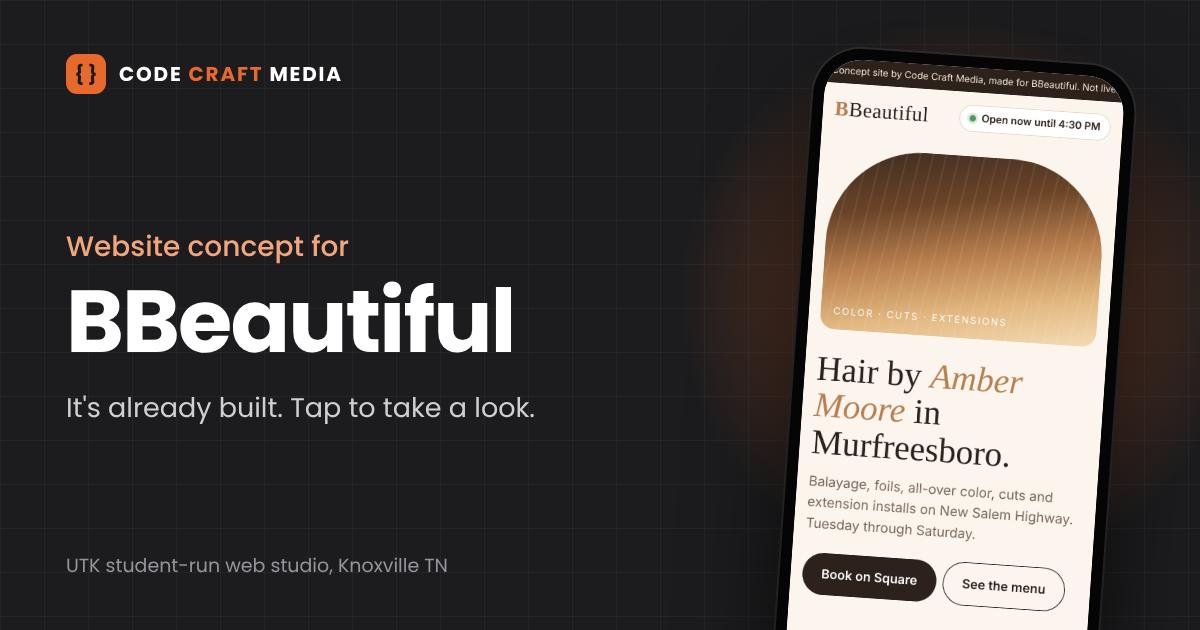 { } CODE CRAFT MEDIA
Website concept for
BBeautiful
It's already built. Tap to take a look.
UTK student-run web studio, Knoxville TN
Concept site by Code Craft Media, made for BBeautiful. Not live
BBeautiful
Open now until 4:30 PM
COLOR · CUTS · EXTENSIONS
Hair by Amber
Moore in
Murfreesboro.
Balayage, foils, all-over color, cuts and
extension installs on New Salem Highway.
Tuesday through Saturday.
Book on Square
See the menu